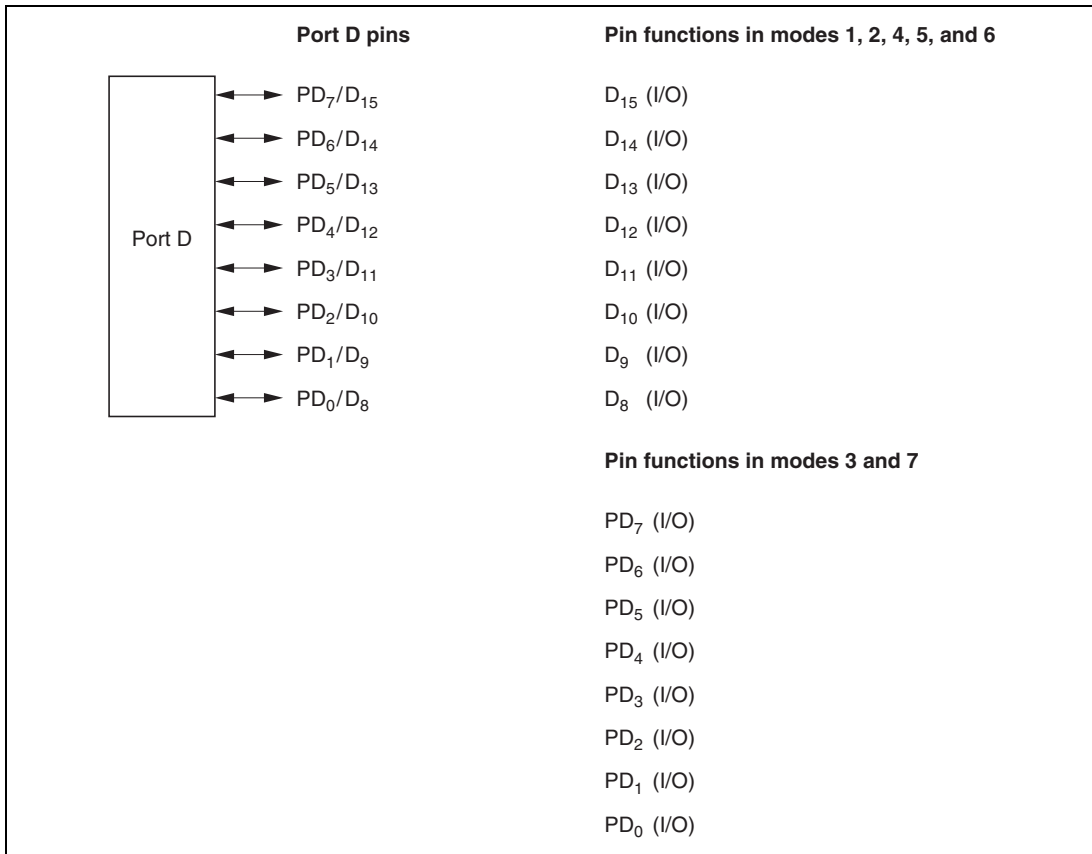 Port D pins    Pin functions in modes 1, 2, 4, 5, and 6
PD7/D15    D15 (I/O)
PD6/D14    D14 (I/O)
PD5/D13    D13 (I/O)
PD4/D12    D12 (I/O)
Port D
PD3/D11    D11 (I/O)
PD2/D10    D10 (I/O)
PD1/D9    D9 (I/O)
PD0/D8    D8 (I/O)
Pin functions in modes 3 and 7
PD7 (I/O)
PD6 (I/O)
PD5 (I/O)
PD4 (I/O)
PD3 (I/O)
PD2 (I/O)
PD1 (I/O)
PD0 (I/O)